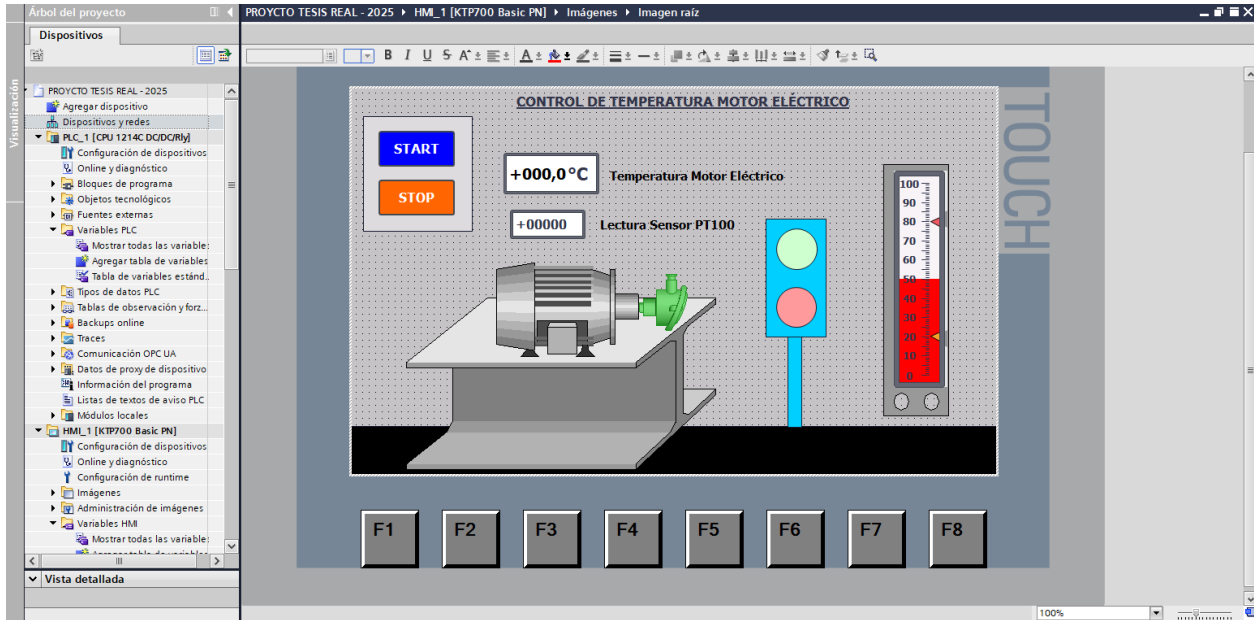 Árbol del proyecto
PROYCTO TESIS REAL - 2025 ▸ HMI_1 [KTP700 Basic PN] ▸ Imágenes ▸ Imagen raíz
Dispositivos
Visualización
B I U S A A
PROYCTO TESIS REAL - 2025
Agregar dispositivo
Dispositivos y redes
PLC_1 [CPU 1214C DC/DC/Rly]
Configuración de dispositivos
Online y diagnóstico
Bloques de programa
Objetos tecnológicos
Fuentes externas
Variables PLC
Mostrar todas las variables
Agregar tabla de variables
Tabla de variables estánd..
Tipos de datos PLC
Tablas de observación y forz...
Backups online
Traces
Comunicación OPC UA
Datos de proxy de dispositivo
Información del programa
Listas de textos de aviso PLC
Módulos locales
HMI_1 [KTP700 Basic PN]
Configuración de dispositivos
Online y diagnóstico
Configuración de runtime
Imágenes
Administración de imágenes
Variables HMI
Mostrar todas las variables
Vista detallada
CONTROL DE TEMPERATURA MOTOR ELÉCTRICO
START
STOP
+000,0°C
Temperatura Motor Eléctrico
+00000
Lectura Sensor PT100
100
90
80
70
60
50
40
30
20
10
0
TOUCH
F1 F2 F3 F4 F5 F6 F7 F8
100%